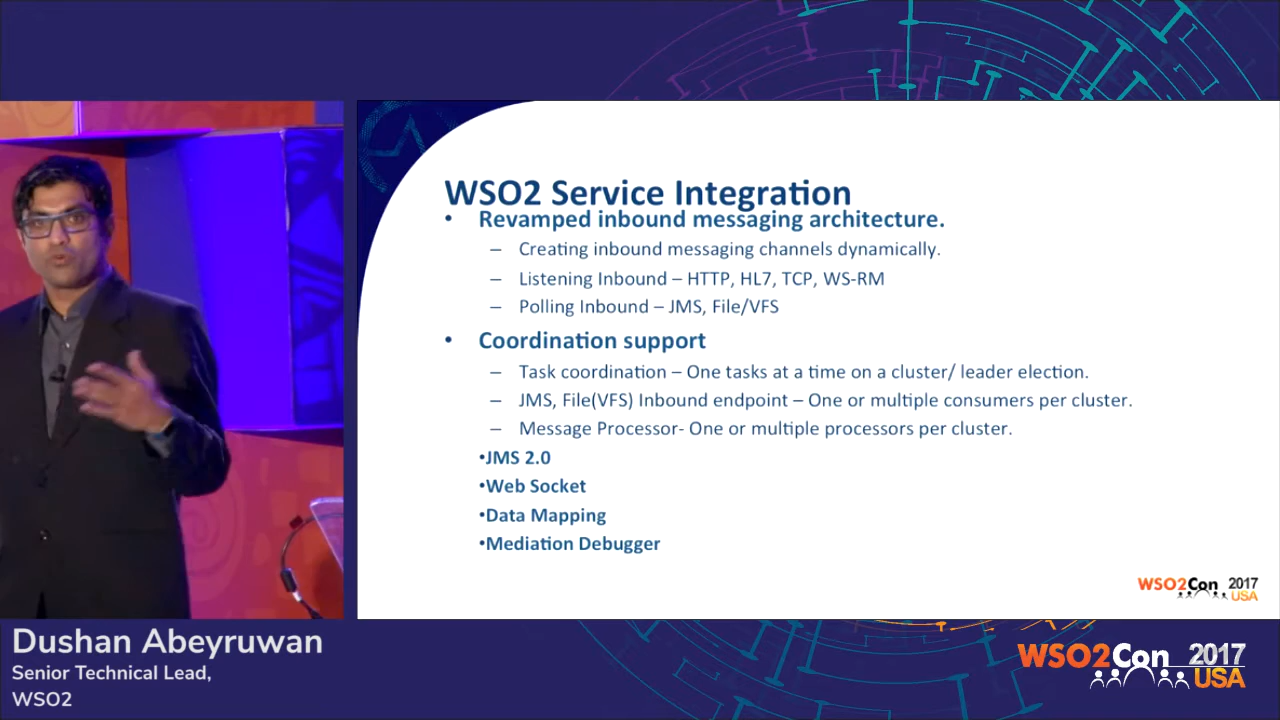 WSO2 Service Integration
• Revamped inbound messaging architecture.
– Creating inbound messaging channels dynamically.
– Listening Inbound – HTTP, HL7, TCP, WS-RM
– Polling Inbound – JMS, File/VFS
• Coordination support
– Task coordination – One tasks at a time on a cluster/ leader election.
– JMS, File(VFS) Inbound endpoint – One or multiple consumers per cluster.
– Message Processor- One or multiple processors per cluster.
•JMS 2.0
•Web Socket
•Data Mapping
•Mediation Debugger
WSO2Con 2017
USA
Dushan Abeyruwan
Senior Technical Lead,
WSO2
WSO2Con 2017
USA